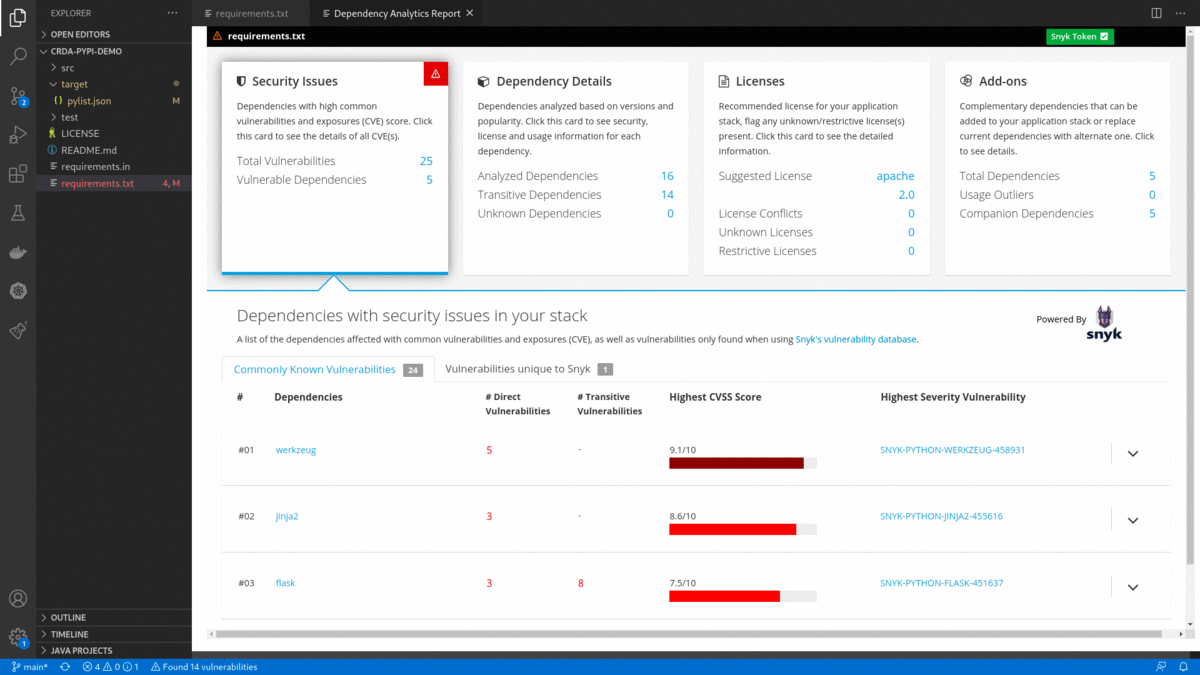 EXPLORER
OPEN EDITORS
CRDA-PYPI-DEMO
src
target
{} pylist.json M
test
LICENSE
README.md
requirements.in
requirements.txt 4, M
OUTLINE
TIMELINE
JAVA PROJECTS
2
1
requirements.txt
Dependency Analytics Report
requirements.txt
Snyk Token
Security Issues
Dependencies with high common
vulnerabilities and exposures (CVE) score. Click
this card to see the details of all CVE(s).
Total Vulnerabilities 25
Vulnerable Dependencies 5
Dependency Details
Dependencies analyzed based on versions and
popularity. Click this card to see security,
license and usage information for each
dependency.
Analyzed Dependencies 16
Transitive Dependencies 14
Unknown Dependencies 0
Licenses
Recommended license for your application
stack, flag any unknown/restrictive license(s)
present. Click this card to see the detailed
information.
Suggested License apache
2.0
License Conflicts 0
Unknown Licenses 0
Restrictive Licenses 0
Add-ons
Complementary dependencies that can be
added to your application stack or replace
current dependencies with alternate one. Click
to see details.
Total Dependencies 5
Usage Outliers 0
Companion Dependencies 5
Dependencies with security issues in your stack
A list of the dependencies affected with common vulnerabilities and exposures (CVE), as well as vulnerabilities only found when using Snyk's vulnerability database.
Powered By
snyk
Commonly Known Vulnerabilities 24
Vulnerabilities unique to Snyk 1
# Dependencies # Direct Vulnerabilities # Transitive Vulnerabilities Highest CVSS Score Highest Severity Vulnerability
#01 werkzeug 5 - 9.1/10 SNYK-PYTHON-WERKZEUG-458931
#02 jinja2 3 - 8.6/10 SNYK-PYTHON-JINJA2-455616
#03 flask 3 8 7.5/10 SNYK-PYTHON-FLASK-451637
main* 4 0 1 Found 14 vulnerabilities